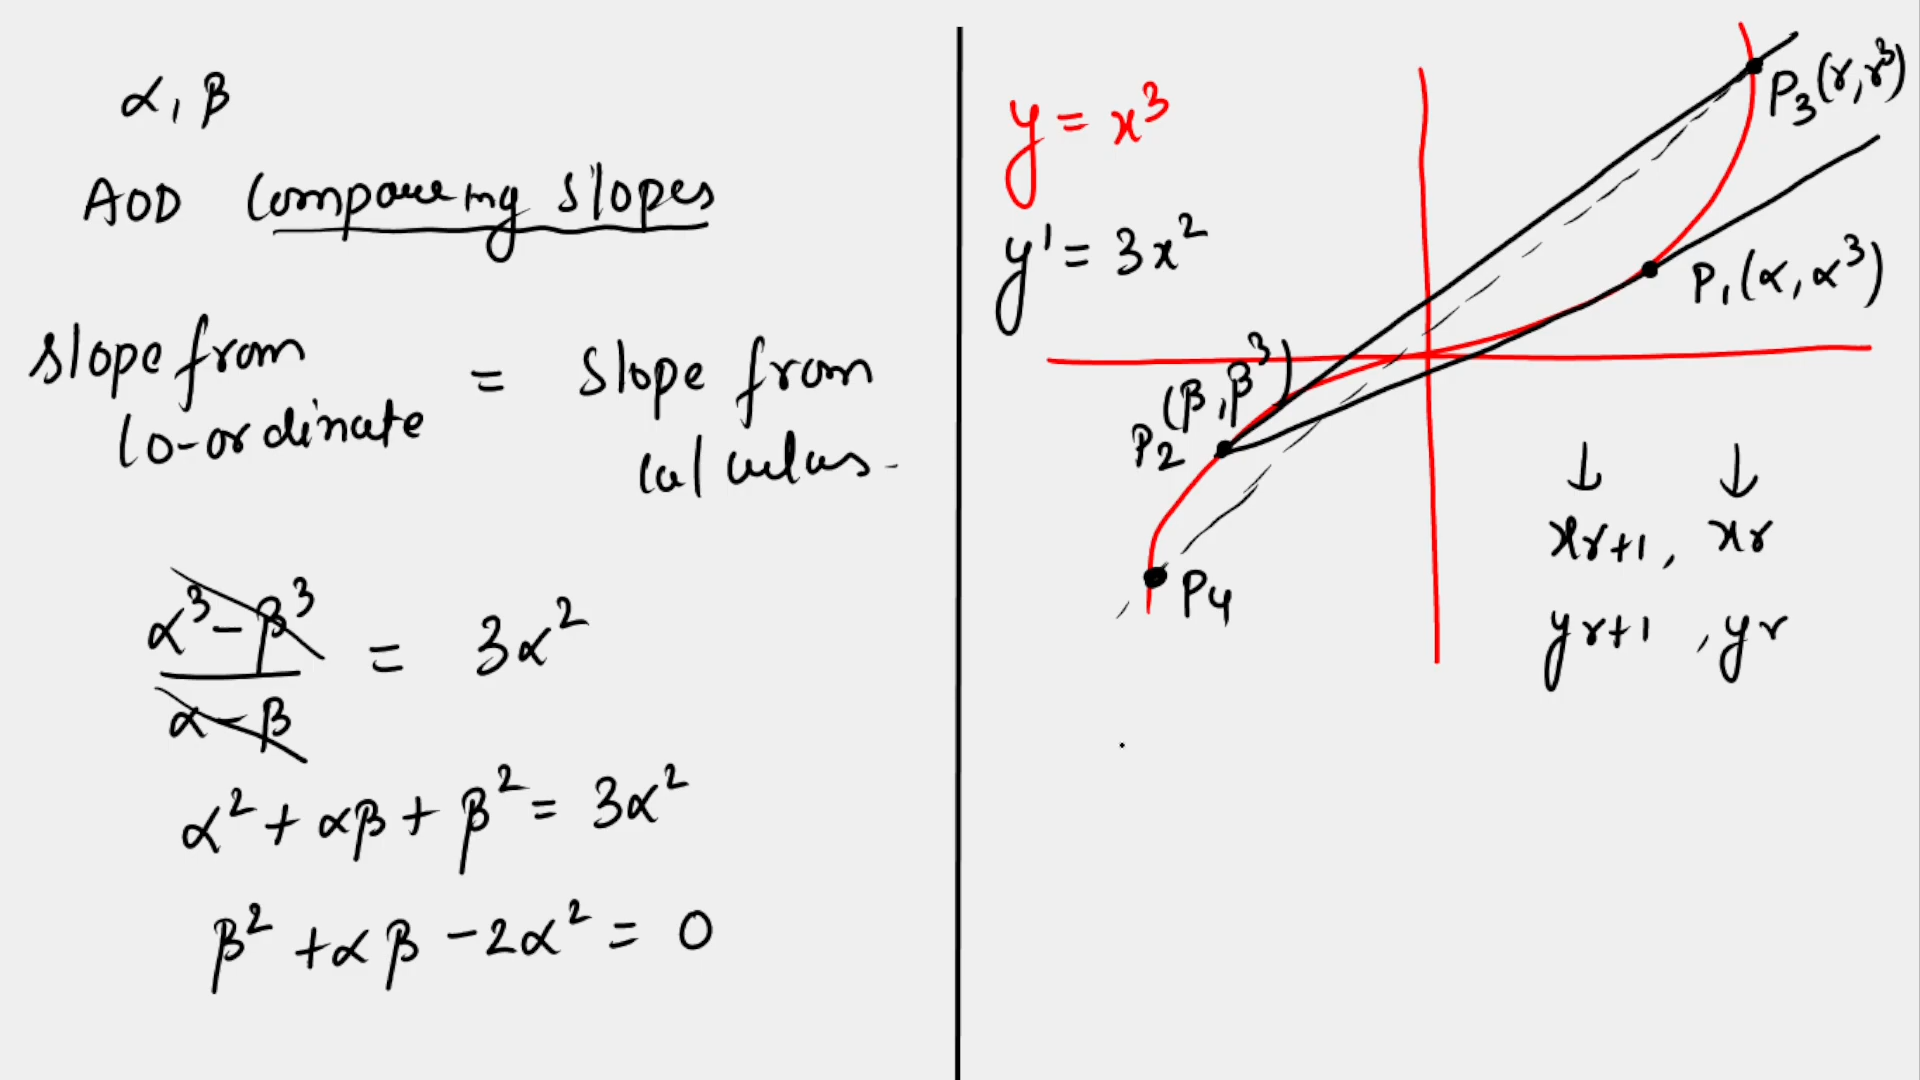 α, β
AOD Comparing slopes
slope from
co-ordinate
= slope from
calculus.
α³ - β³ / α - β = 3α²
α² + αβ + β² = 3α²
β² + αβ - 2α² = 0
y = x³
y' = 3x²
P₃(r, r³)
P₁(α, α³)
P₂(β, β³)
P₄
↓ ↓
xr+1, xr
yr+1, yr